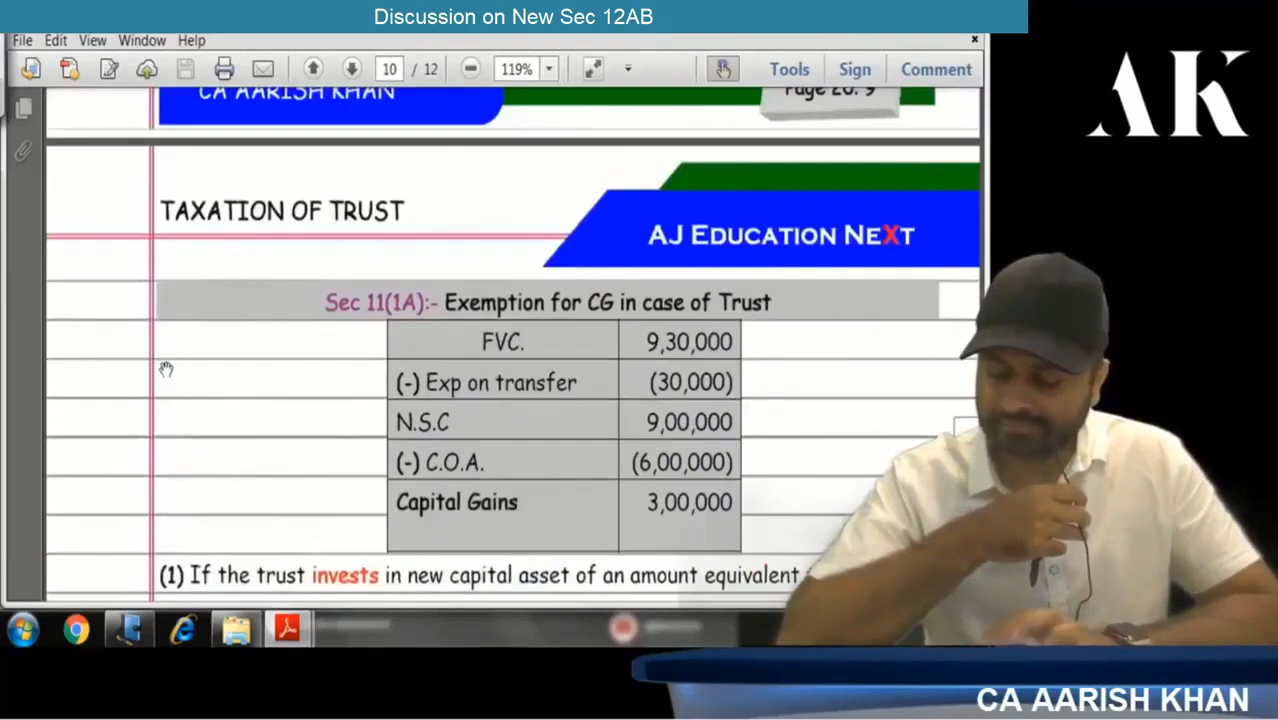 Discussion on New Sec 12AB
File Edit View Window Help
10 / 12 119% Tools Sign Comment
CA AARISH KHAN Page 20. 9
AK
TAXATION OF TRUST
AJ EDUCATION NEXT
Sec 11(1A):- Exemption for CG in case of Trust
FVC. 9,30,000
(-) Exp on transfer (30,000)
N.S.C 9,00,000
(-) C.O.A. (6,00,000)
Capital Gains 3,00,000
(1) If the trust invests in new capital asset of an amount equivalent
CA AARISH KHAN